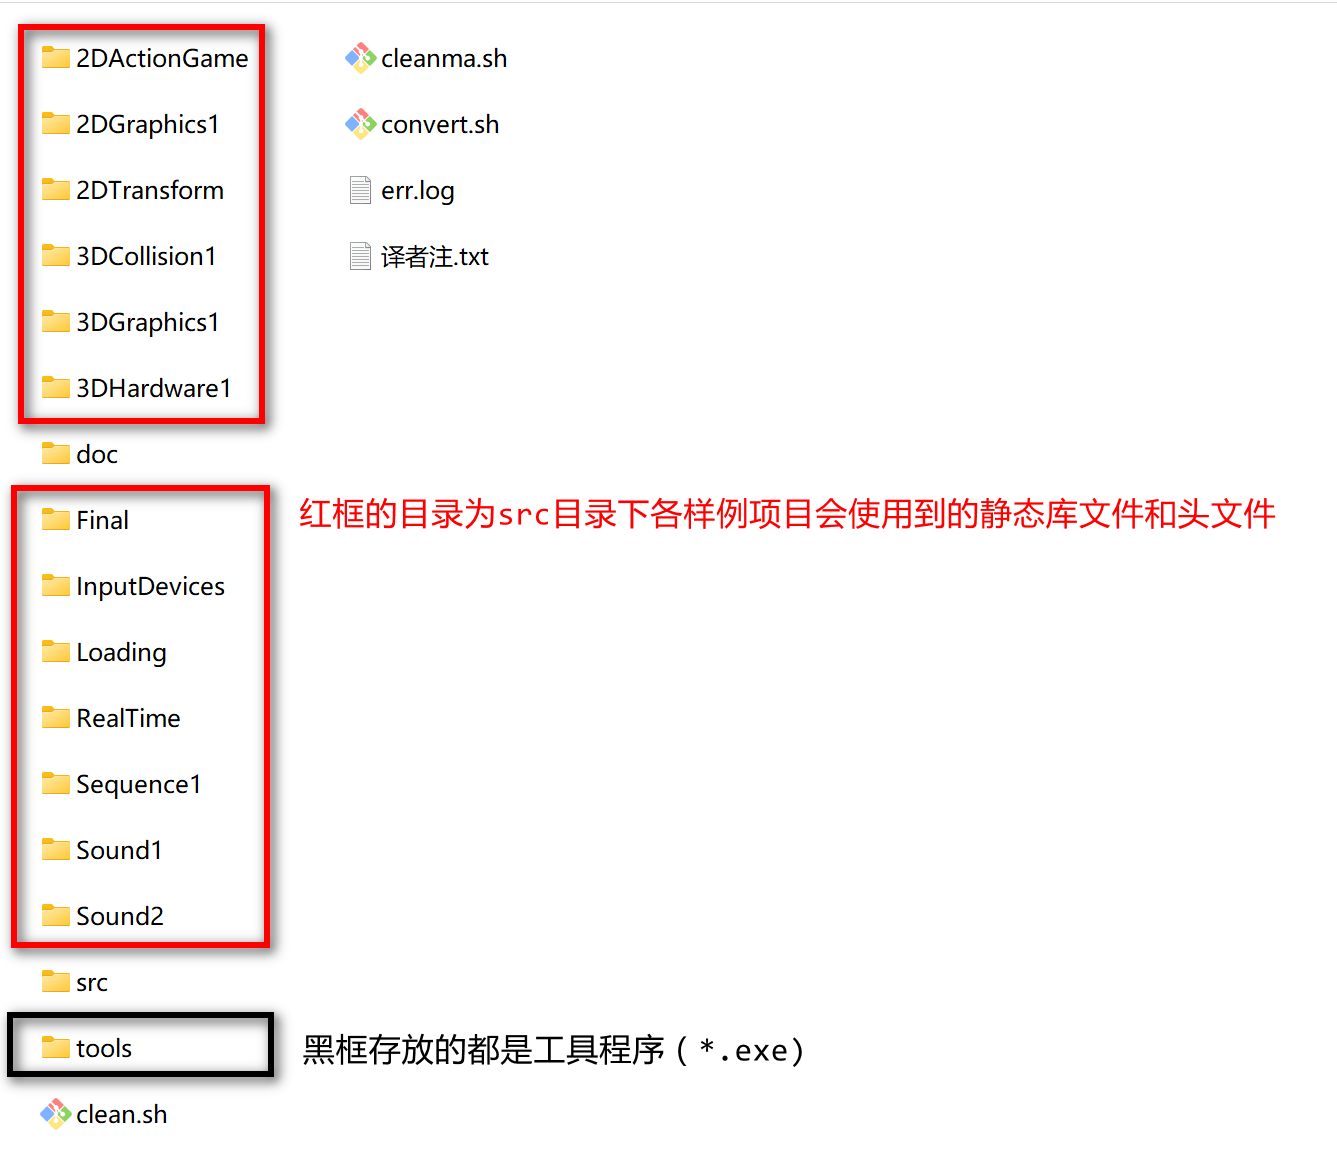 2DActionGame
2DGraphics1
2DTransform
3DCollision1
3DGraphics1
3DHardware1
doc
Final
InputDevices
Loading
RealTime
Sequence1
Sound1
Sound2
src
tools
clean.sh
cleanma.sh
convert.sh
err.log
译者注.txt
红框的目录为src目录下各样例项目会使用到的静态库文件和头文件
黑框存放的都是工具程序（*.exe）